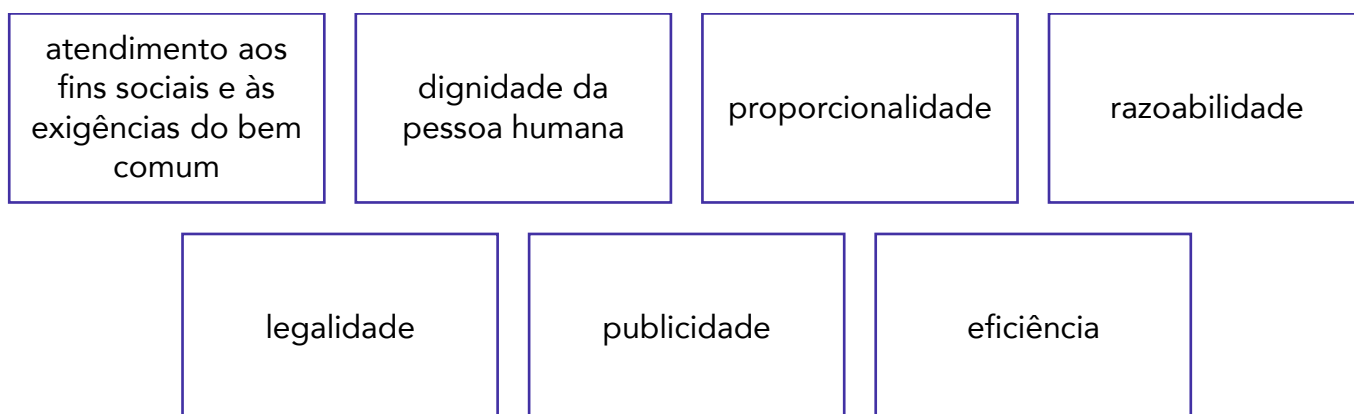 atendimento aos
fins sociais e às
exigências do bem
comum
dignidade da
pessoa humana
proporcionalidade
razoabilidade
legalidade
publicidade
eficiência